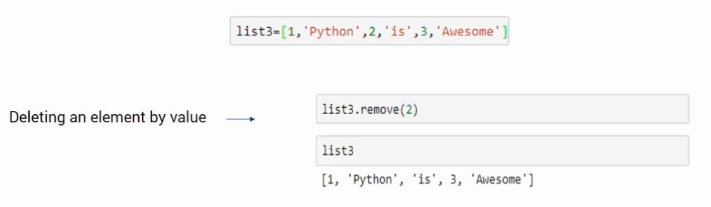 list3=[1,'Python',2,'is',3,'Awesome']
Deleting an element by value
list3.remove(2)
list3
[1, 'Python', 'is', 3, 'Awesome']